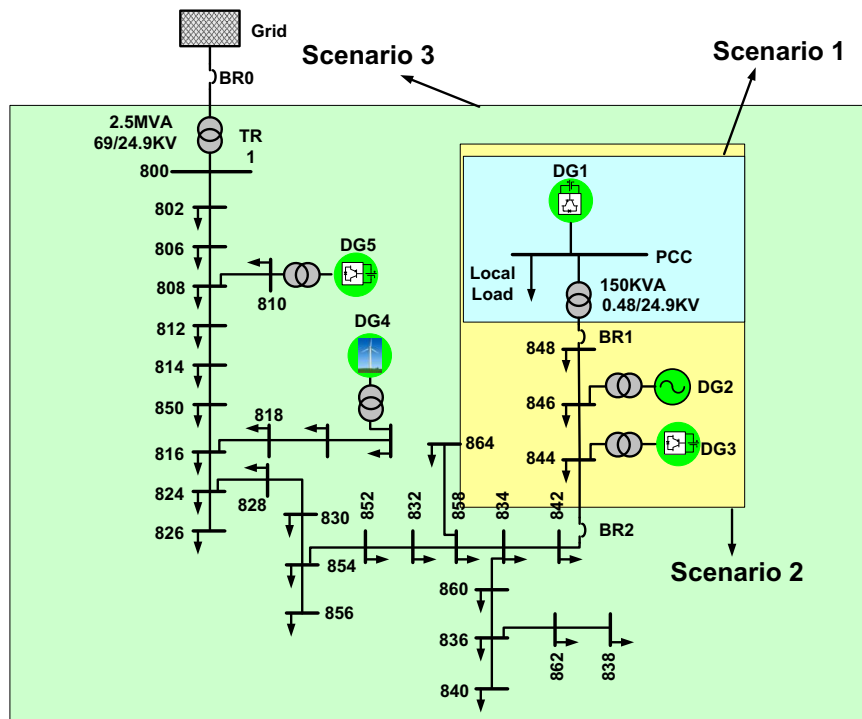 Grid
Scenario 3
Scenario 1
BR0
2.5MVA
69/24.9KV
TR
1
800
DG1
802
806
DG5
PCC
Local
Load
808
810
150KVA
0.48/24.9KV
812
DG4
BR1
848
814
846
DG2
850
818
816
864
844
DG3
824
828
852
832
858
834
842
826
830
BR2
854
Scenario 2
860
856
836
862
838
840